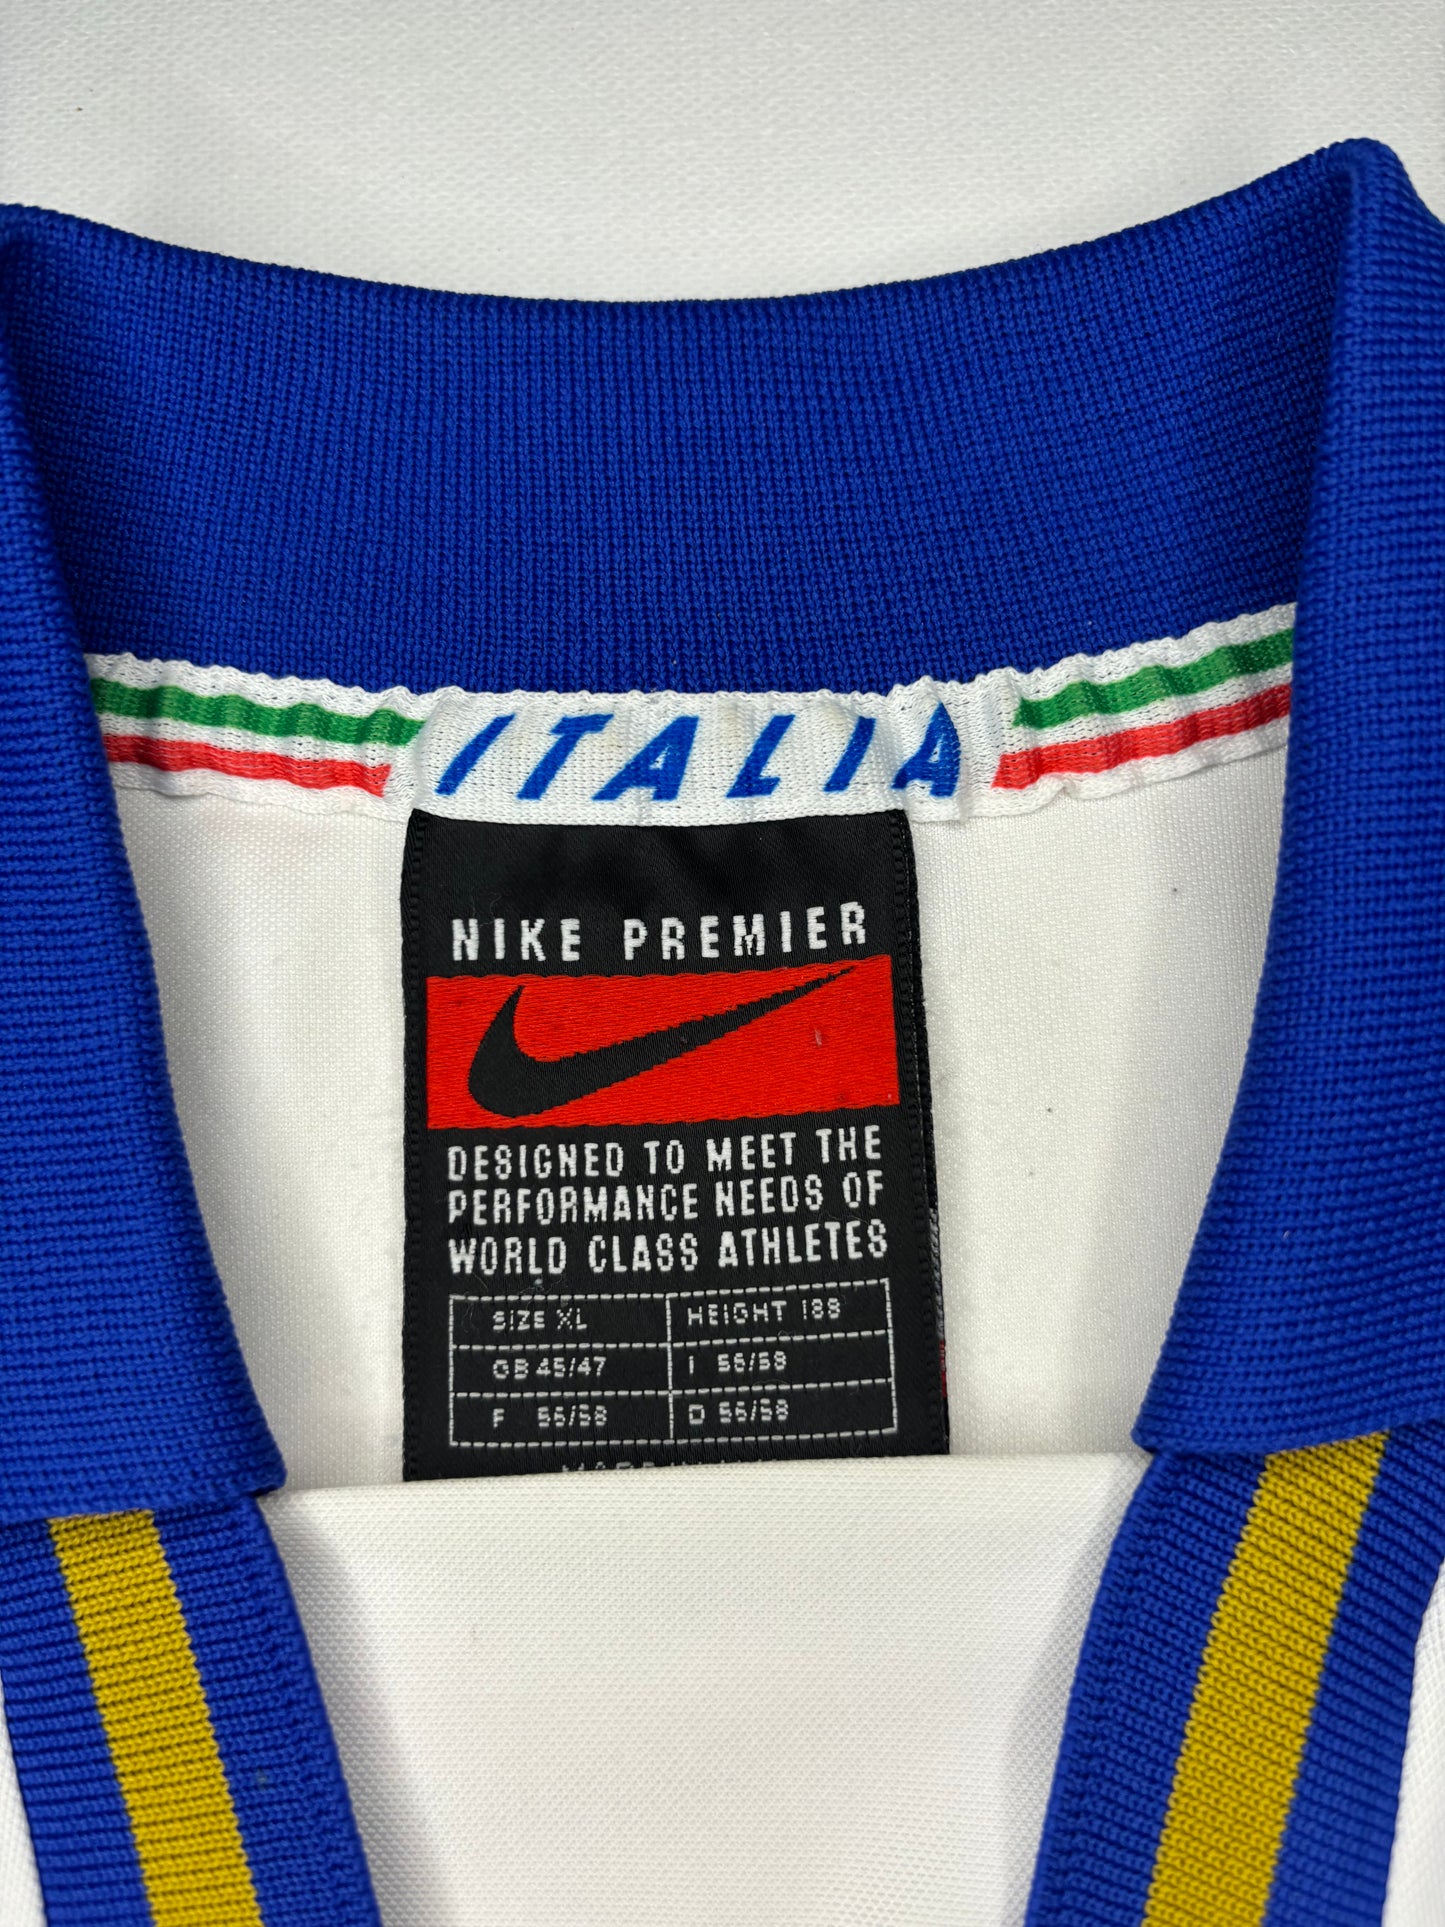 ITALIA
NIKE PREMIER
DESIGNED TO MEET THE
PERFORMANCE NEEDS OF
WORLD CLASS ATHLETES
SIZE XL HEIGHT 188
GB 45/47 I 56/58
F 56/58 D 56/58